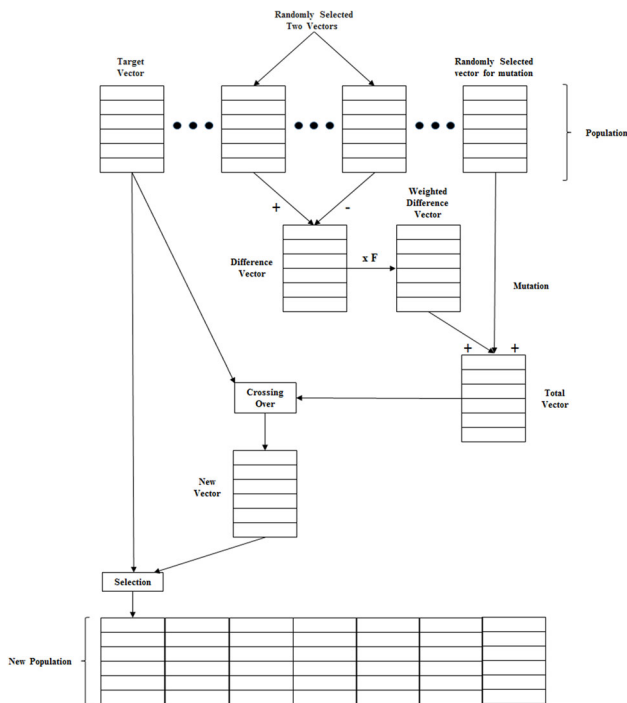 Randomly Selected
Two Vectors
Target
Vector
Randomly Selected
vector for mutation
Population
+
-
Weighted
Difference
Vector
Difference
Vector
x F
Mutation
+ +
Crossing
Over
Total
Vector
New
Vector
Selection
New Population